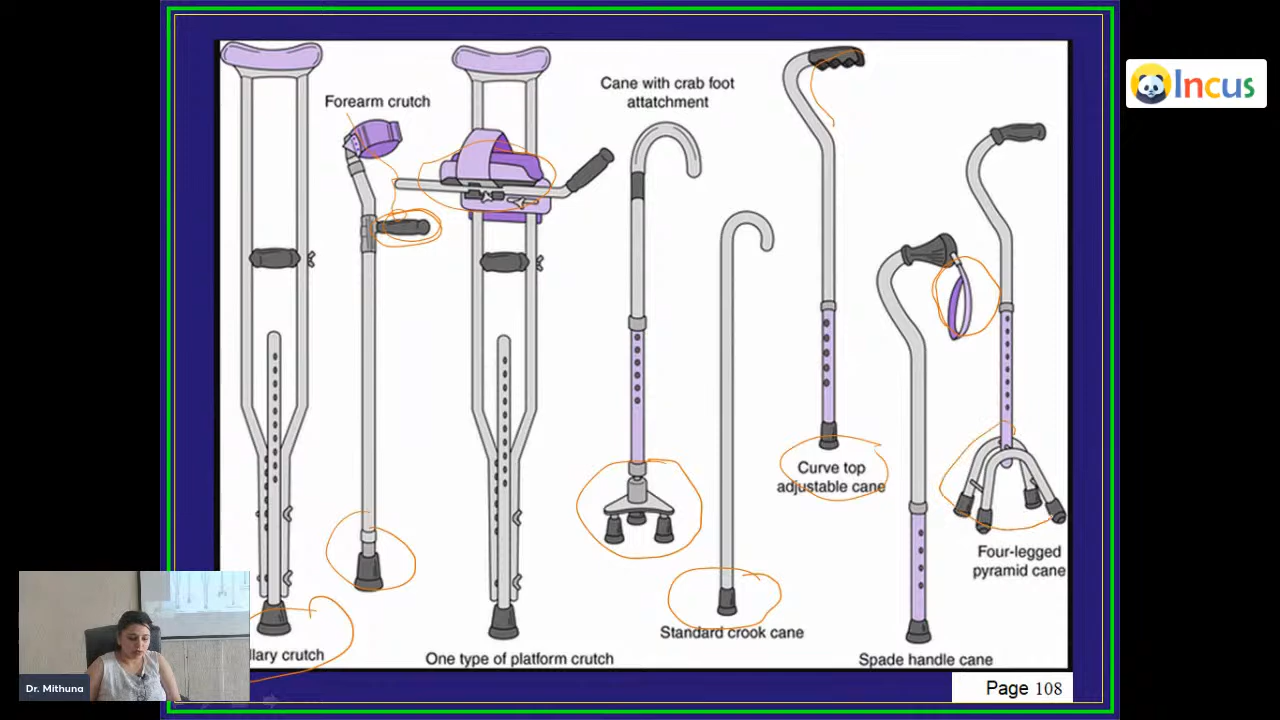 Incus
Cane with crab foot
attatchment
Forearm crutch
Curve top
adjustable cane
Four-legged
pyramid cane
Standard crook cane
llary crutch
One type of platform crutch
Spade handle cane
Dr. Mithuna
Page 108